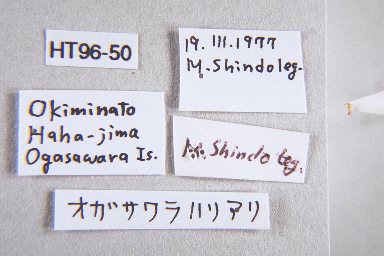 HT96-50
19.III.1977
M.Shindo leg.
Okiminato
Haha-jima
Ogasawara Is.
M. Shindo leg.
オガサワラハリアリ